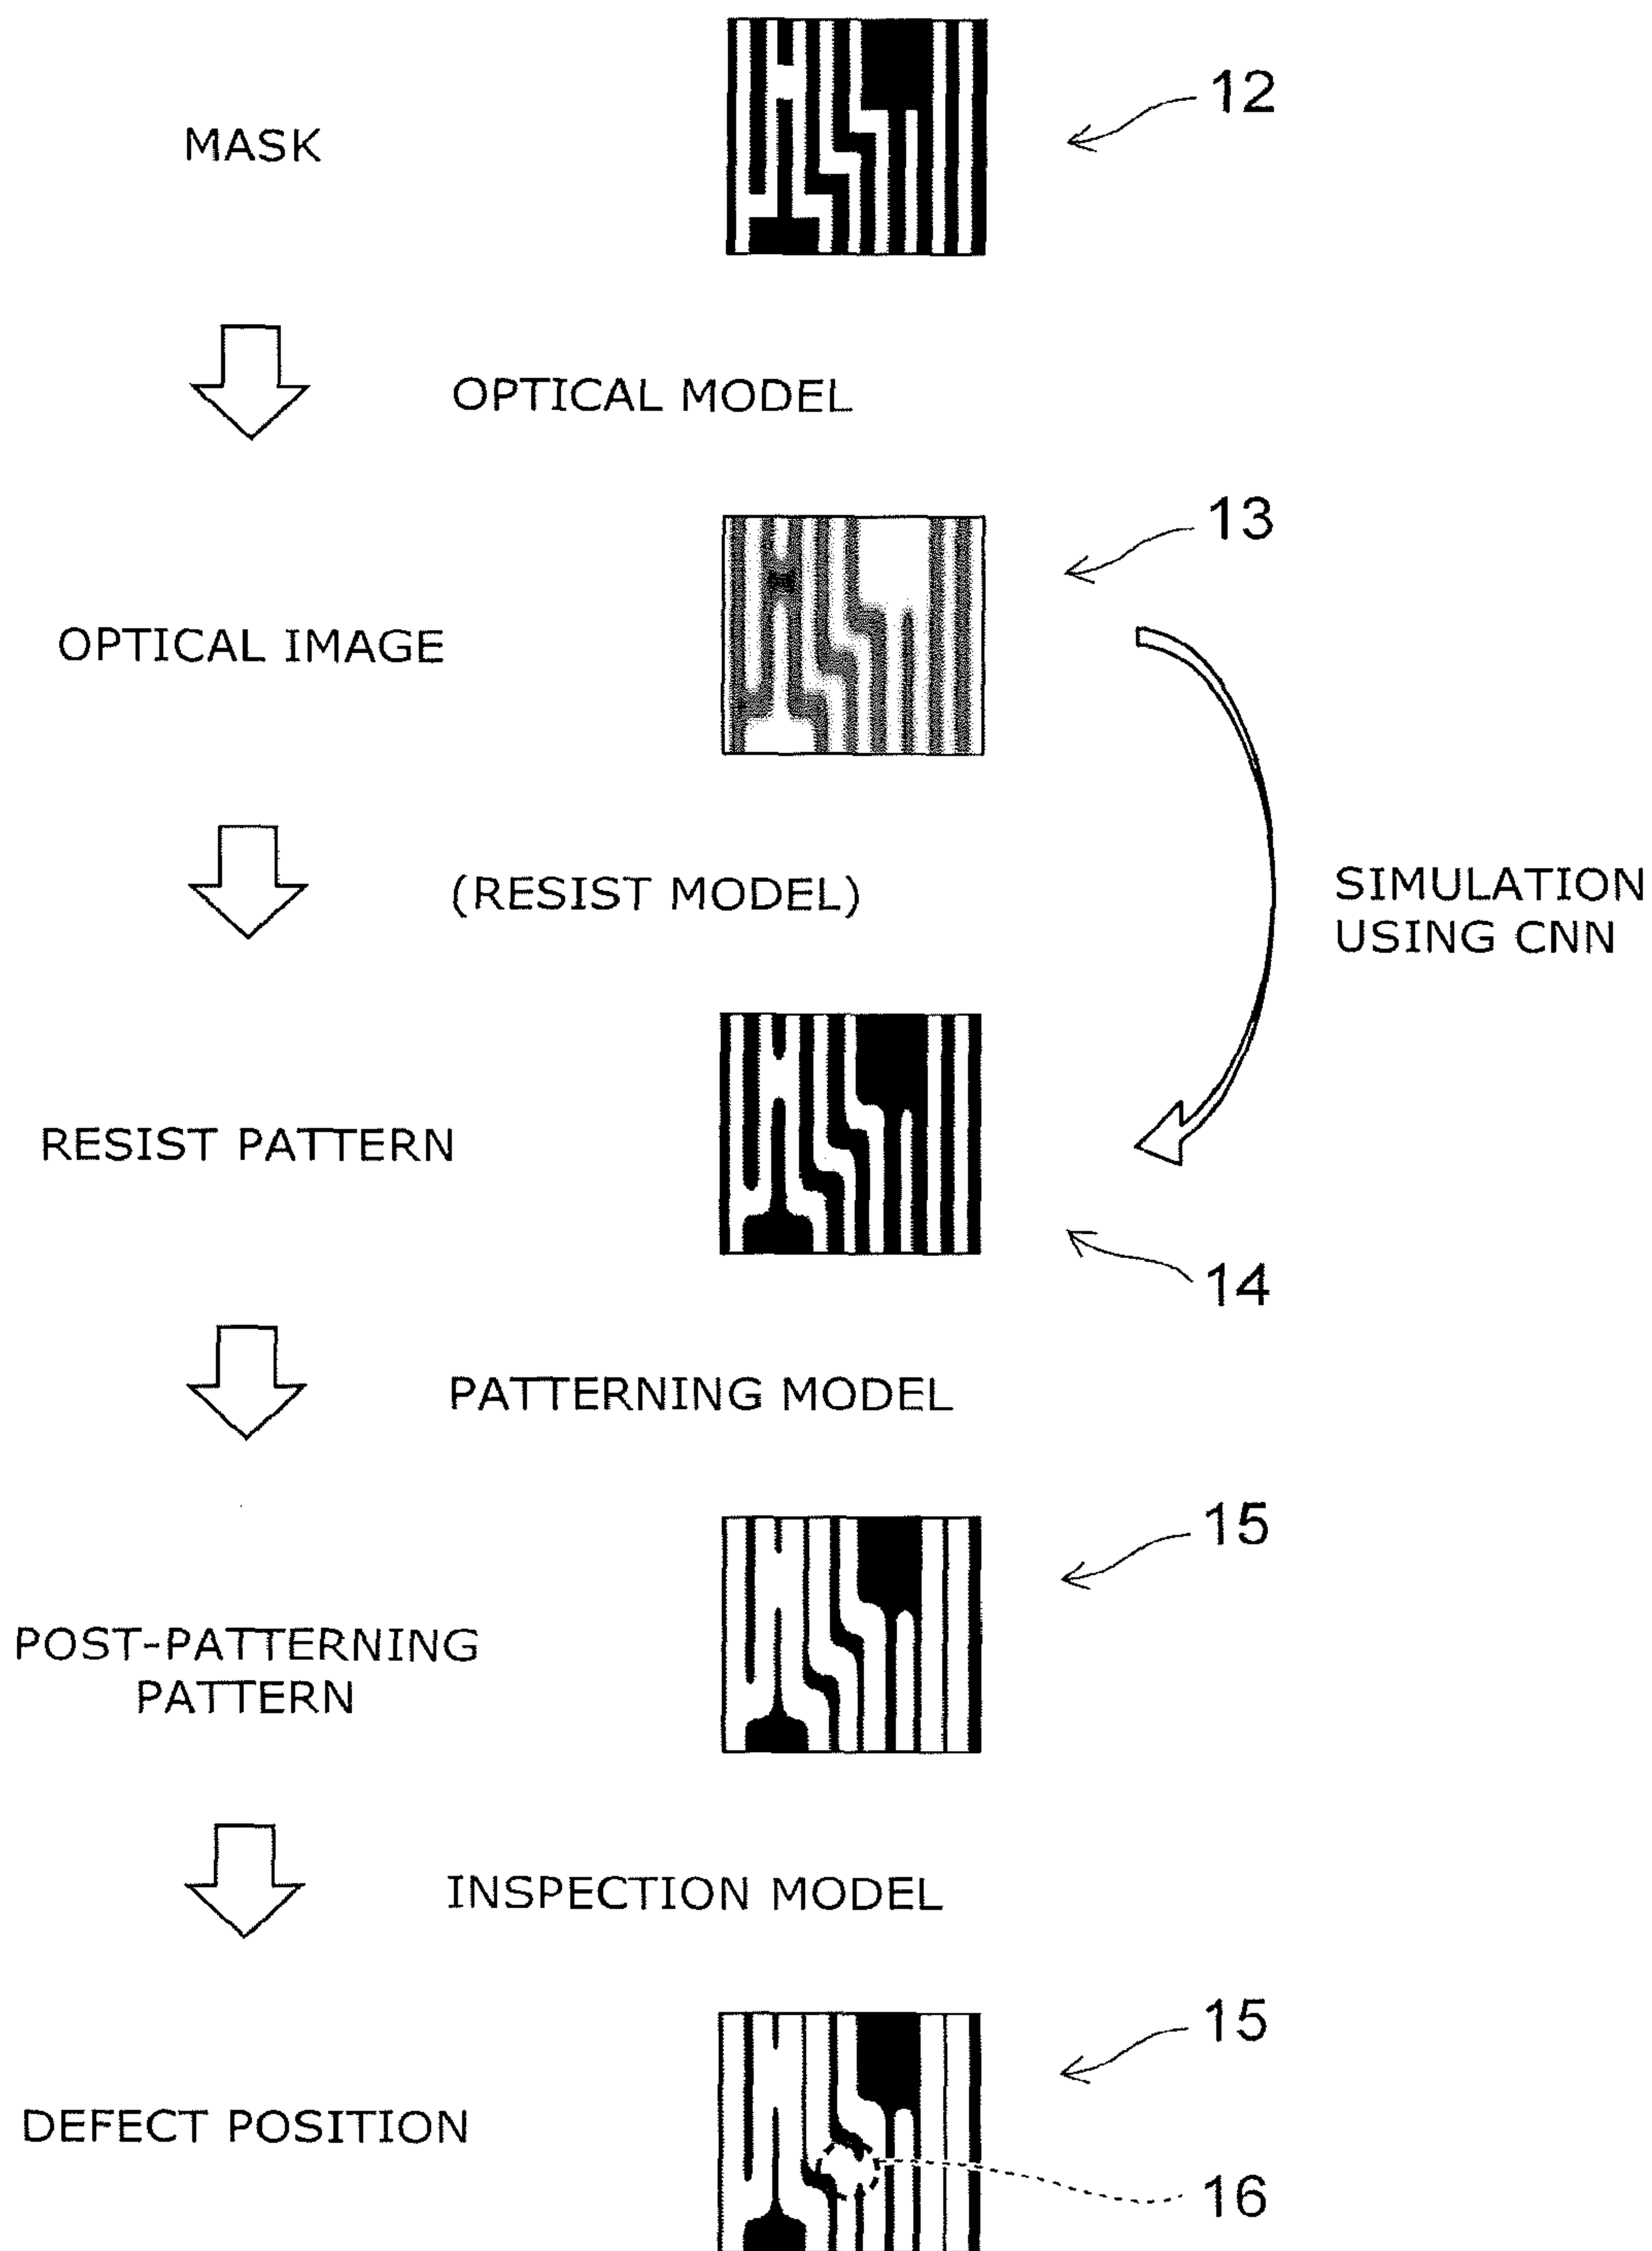 12
MASK
OPTICAL MODEL
13
OPTICAL IMAGE
(RESIST MODEL)
SIMULATION
USING CNN
RESIST PATTERN
14
PATTERNING MODEL
15
POST-PATTERNING
PATTERN
INSPECTION MODEL
15
DEFECT POSITION
16